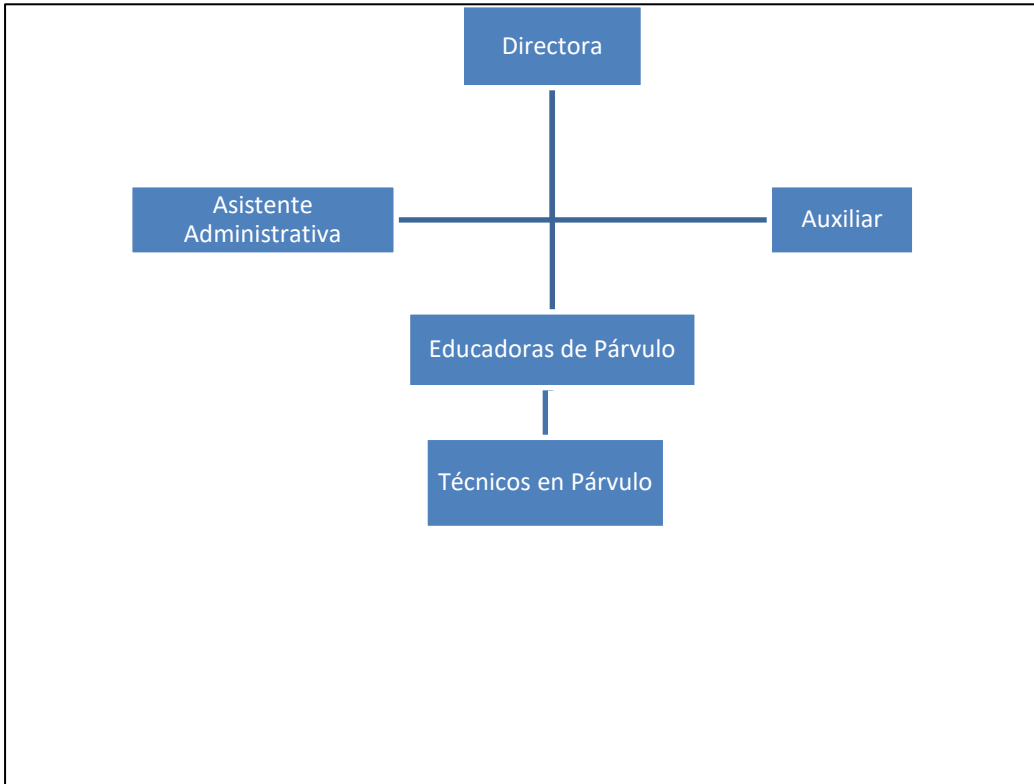 Directora
Asistente
Administrativa
Auxiliar
Educadoras de Párvulo
Técnicos en Párvulo